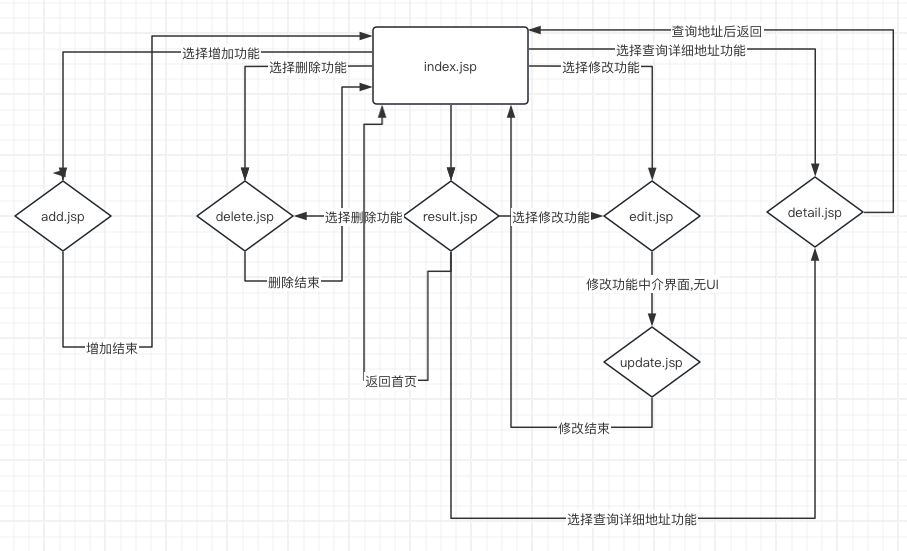 查询地址后返回
选择增加功能
选择查询详细地址功能
选择删除功能
index.jsp
选择修改功能
add.jsp
delete.jsp
选择删除功能
result.jsp
选择修改功能
edit.jsp
detail.jsp
删除结束
修改功能中介界面,无UI
增加结束
update.jsp
返回首页
修改结束
选择查询详细地址功能